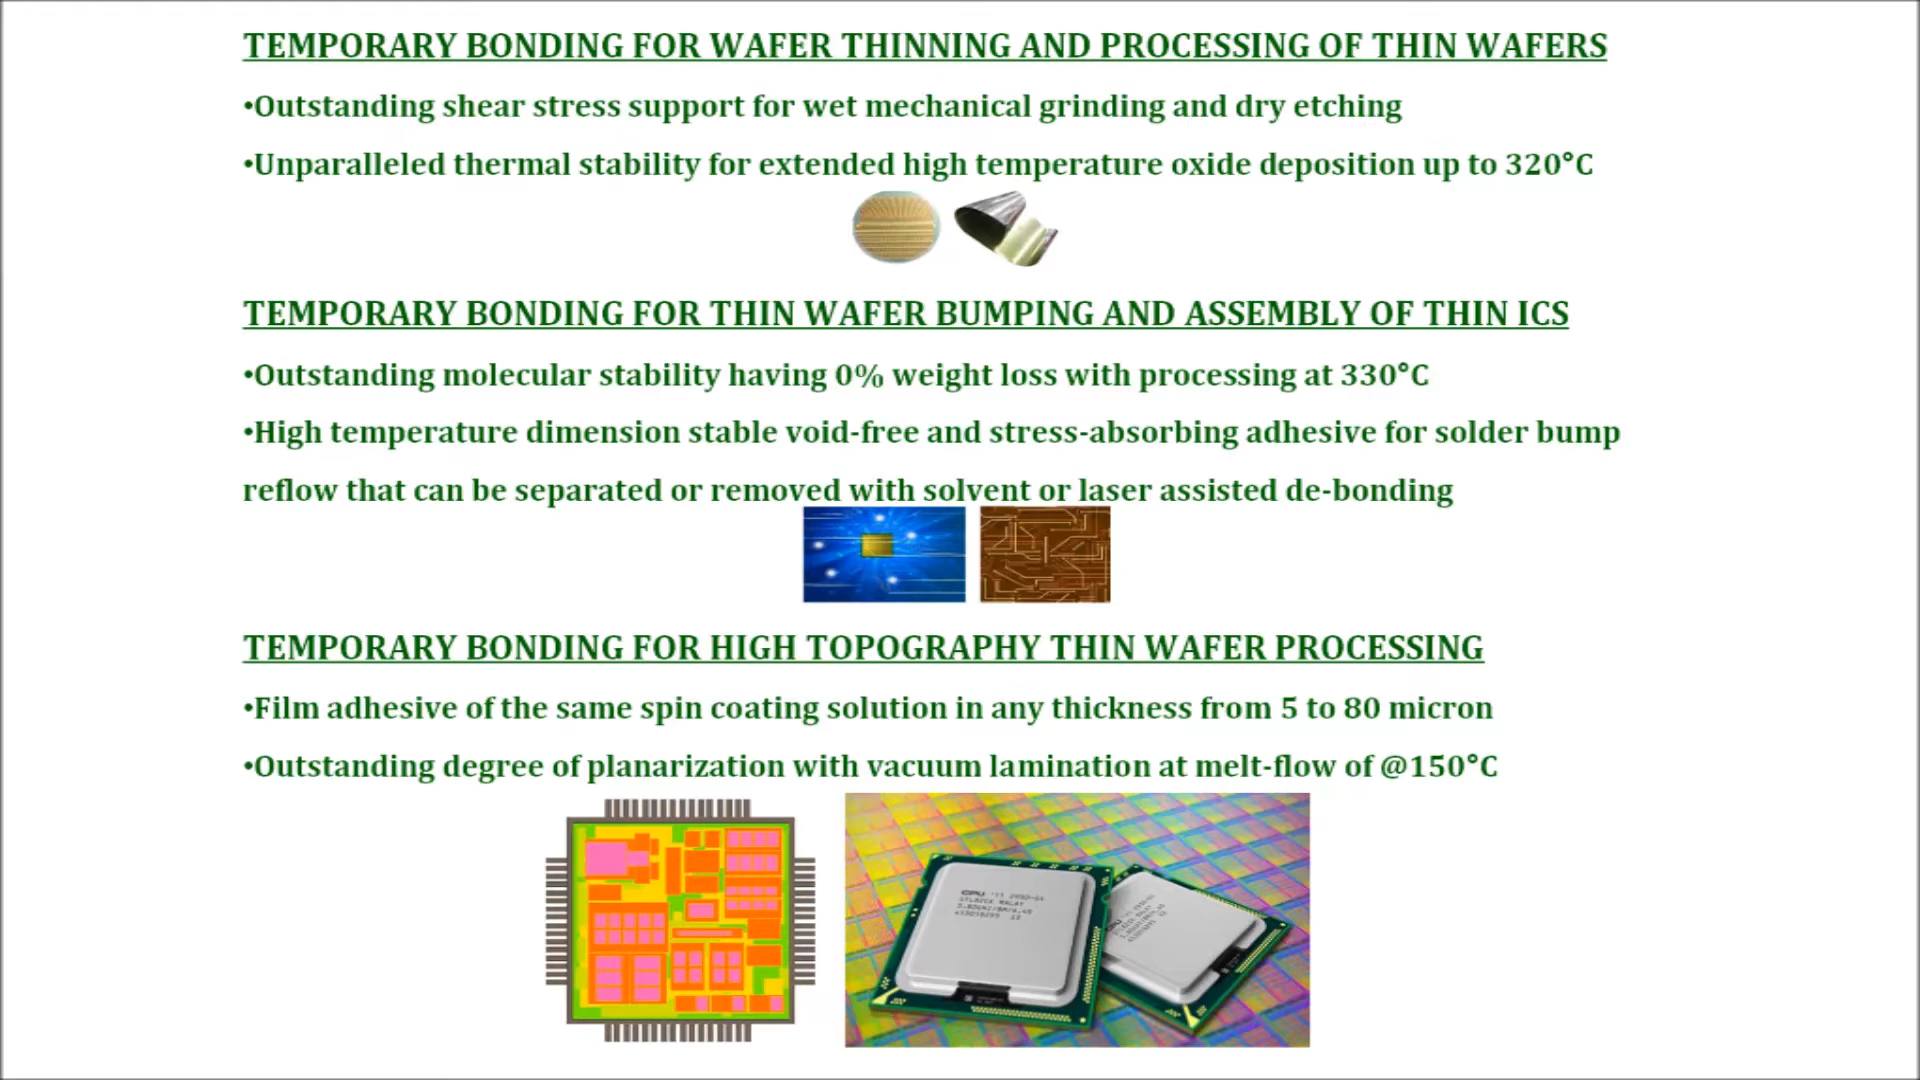 TEMPORARY BONDING FOR WAFER THINNING AND PROCESSING OF THIN WAFERS
•Outstanding shear stress support for wet mechanical grinding and dry etching
•Unparalleled thermal stability for extended high temperature oxide deposition up to 320°C
TEMPORARY BONDING FOR THIN WAFER BUMPING AND ASSEMBLY OF THIN ICS
•Outstanding molecular stability having 0% weight loss with processing at 330°C
•High temperature dimension stable void-free and stress-absorbing adhesive for solder bump
reflow that can be separated or removed with solvent or laser assisted de-bonding
TEMPORARY BONDING FOR HIGH TOPOGRAPHY THIN WAFER PROCESSING
•Film adhesive of the same spin coating solution in any thickness from 5 to 80 micron
•Outstanding degree of planarization with vacuum lamination at melt-flow of @150°C
CPU
MALAY